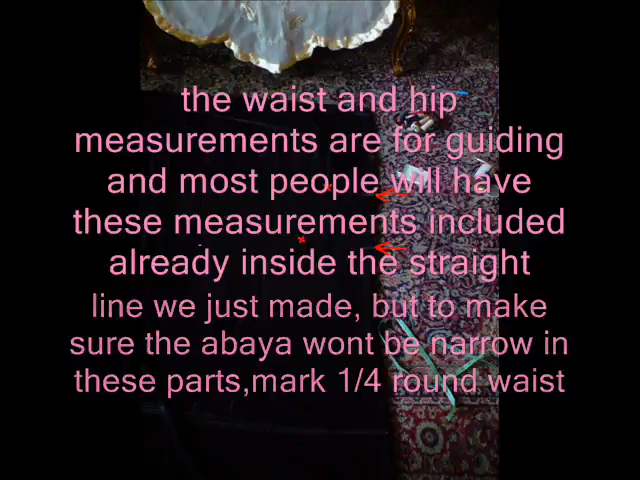 the waist and hip
measurements are for guiding
and most people will have
these measurements included
already inside the straight
line we just made, but to make
sure the abaya wont be narrow in
these parts,mark 1/4 round waist